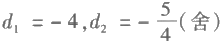 d₁ = −4, d₂ = −5/4 (舍)